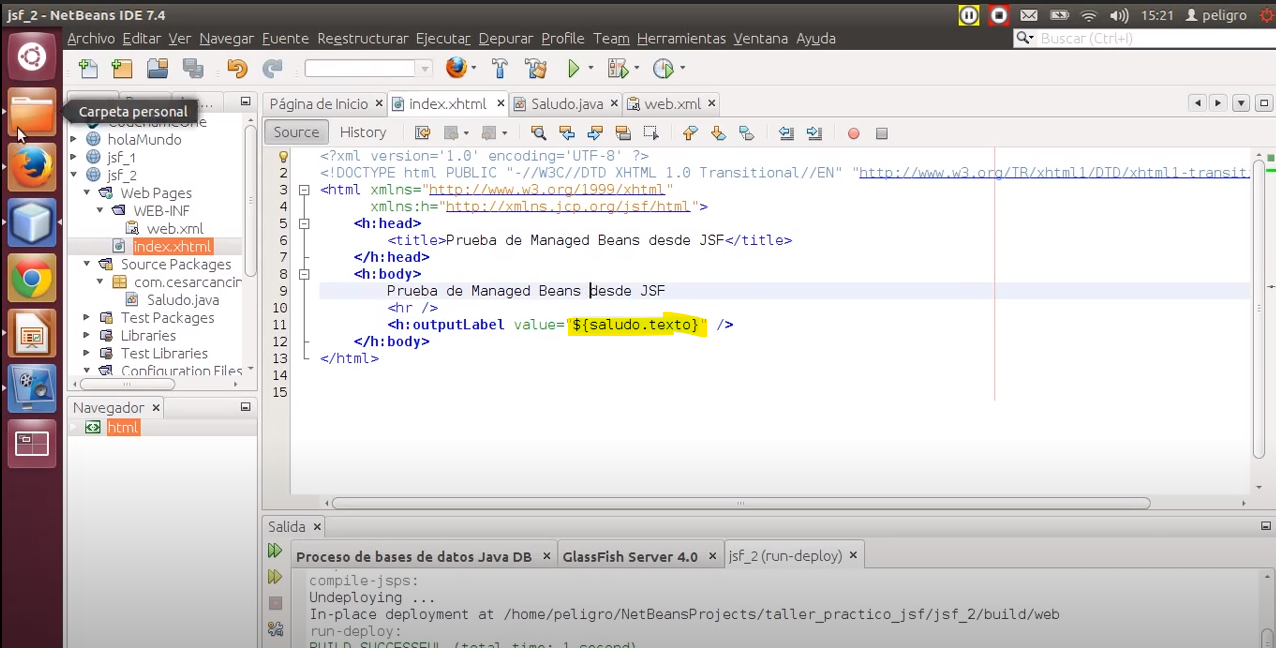 jsf_2 - NetBeans IDE 7.4
15:21 peligro
Archivo Editar Ver Navegar Fuente Reestructurar Ejecutar Depurar Profile Team Herramientas Ventana Ayuda
Buscar (Ctrl+I)
Carpeta personal
holaMundo
jsf_1
jsf_2
Web Pages
WEB-INF
web.xml
index.xhtml
Source Packages
com.cesarcancin
Saludo.java
Test Packages
Libraries
Test Libraries
Configuration Files
Navegador
html
Página de Inicio index.xhtml Saludo.java web.xml
Source History
1 <?xml version='1.0' encoding='UTF-8' ?>
2 <!DOCTYPE html PUBLIC "-//W3C//DTD XHTML 1.0 Transitional//EN" "http://www.w3.org/TR/xhtml1/DTD/xhtml1-transit.
3 <html xmlns="http://www.w3.org/1999/xhtml"
4 xmlns:h="http://xmlns.jcp.org/jsf/html">
5 <h:head>
6 <title>Prueba de Managed Beans desde JSF</title>
7 </h:head>
8 <h:body>
9 Prueba de Managed Beans desde JSF
10 <hr />
11 <h:outputLabel value="${saludo.texto}" />
12 </h:body>
13 </html>
14
15
Salida
Proceso de bases de datos Java DB GlassFish Server 4.0 jsf_2 (run-deploy)
compile-jsps:
Undeploying ...
In-place deployment at /home/peligro/NetBeansProjects/taller_practico_jsf/jsf_2/build/web
run-deploy:
BUILD SUCCESSFUL (total time: 1 second)